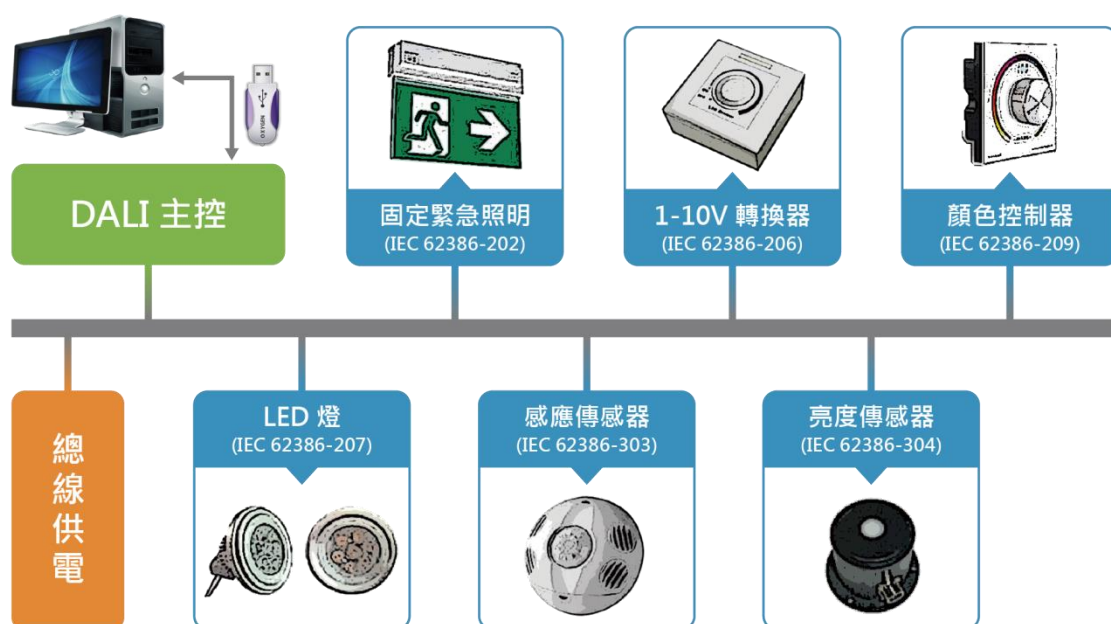 DALI 主控
固定緊急照明
(IEC 62386-202)
1-10V 轉換器
(IEC 62386-206)
顏色控制器
(IEC 62386-209)
總線供電
LED 燈
(IEC 62386-207)
感應傳感器
(IEC 62386-303)
亮度傳感器
(IEC 62386-304)